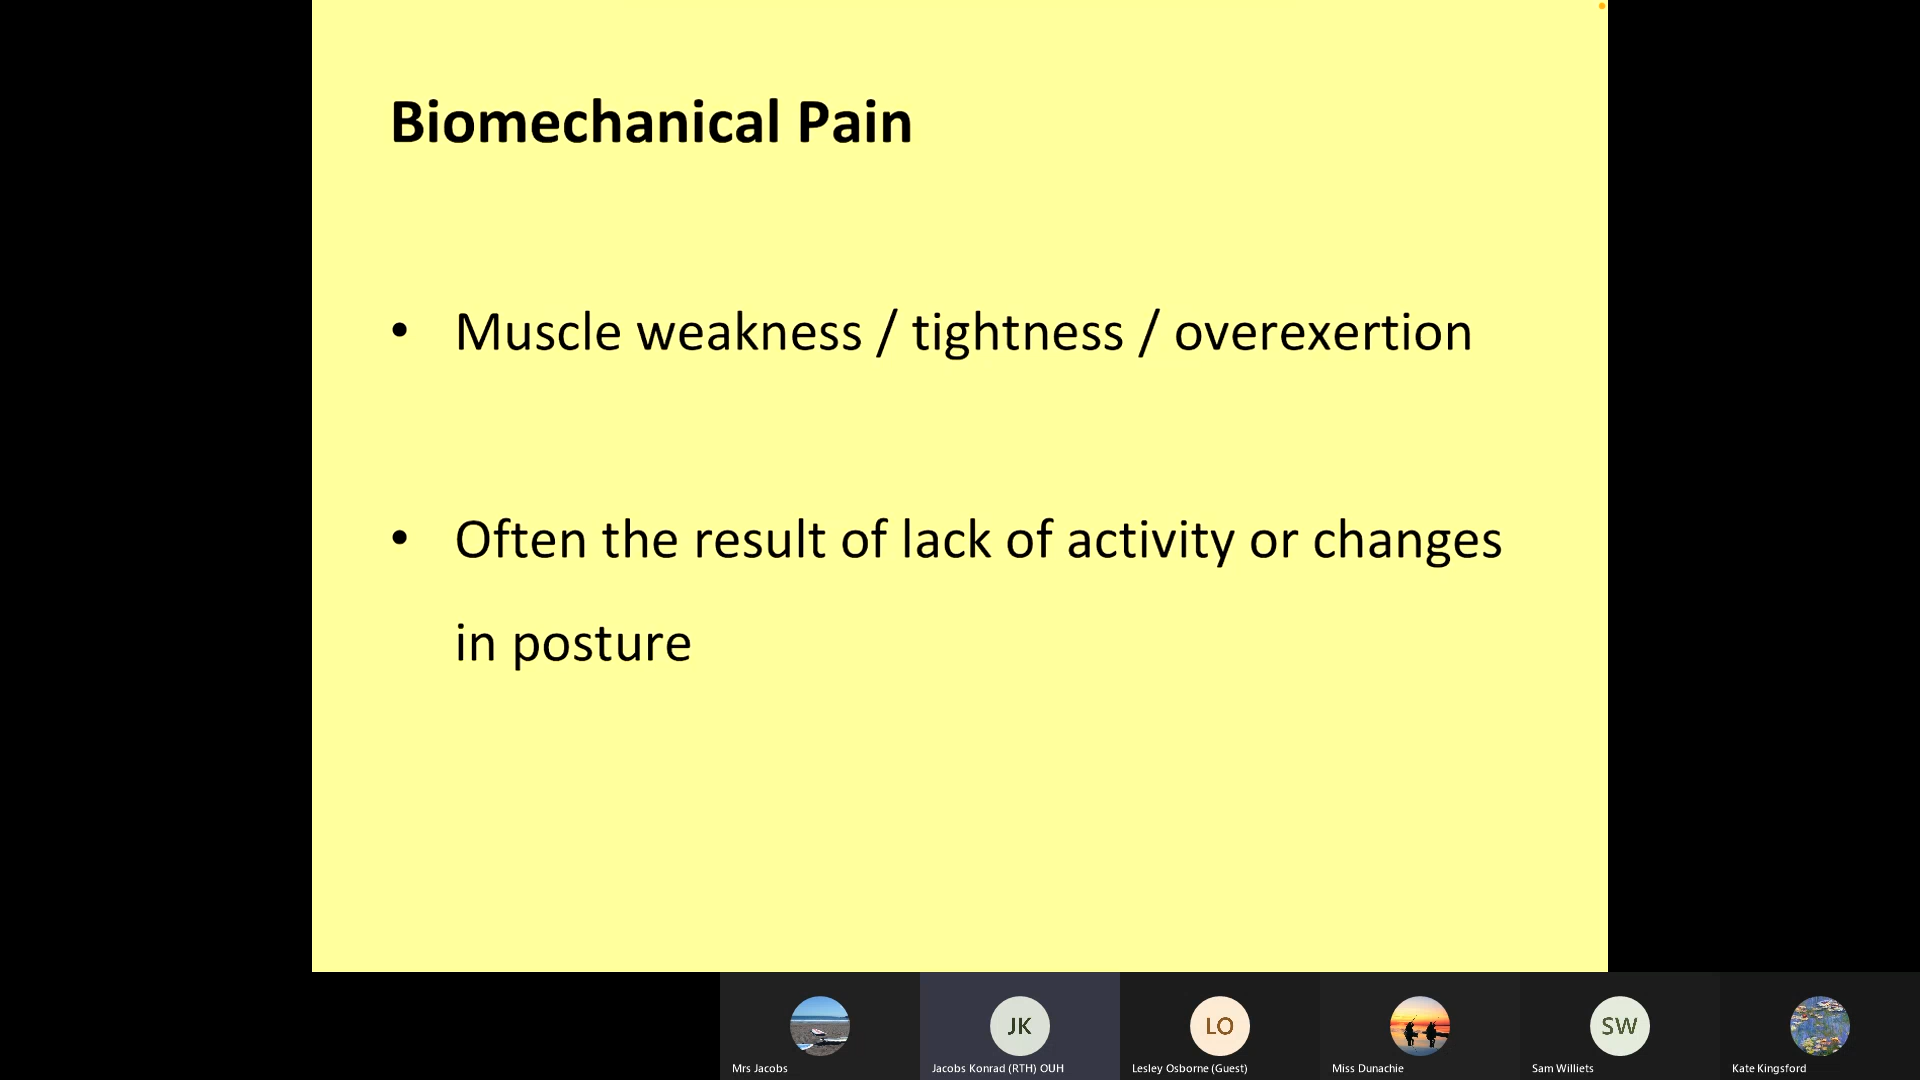 Biomechanical Pain
• Muscle weakness / tightness / overexertion
• Often the result of lack of activity or changes
in posture
JK
LO
SW
Mrs Jacobs
Jacobs Konrad (RTH) OUH
Lesley Osborne (Guest)
Miss Dunachie
Sam Williets
Kate Kingsford